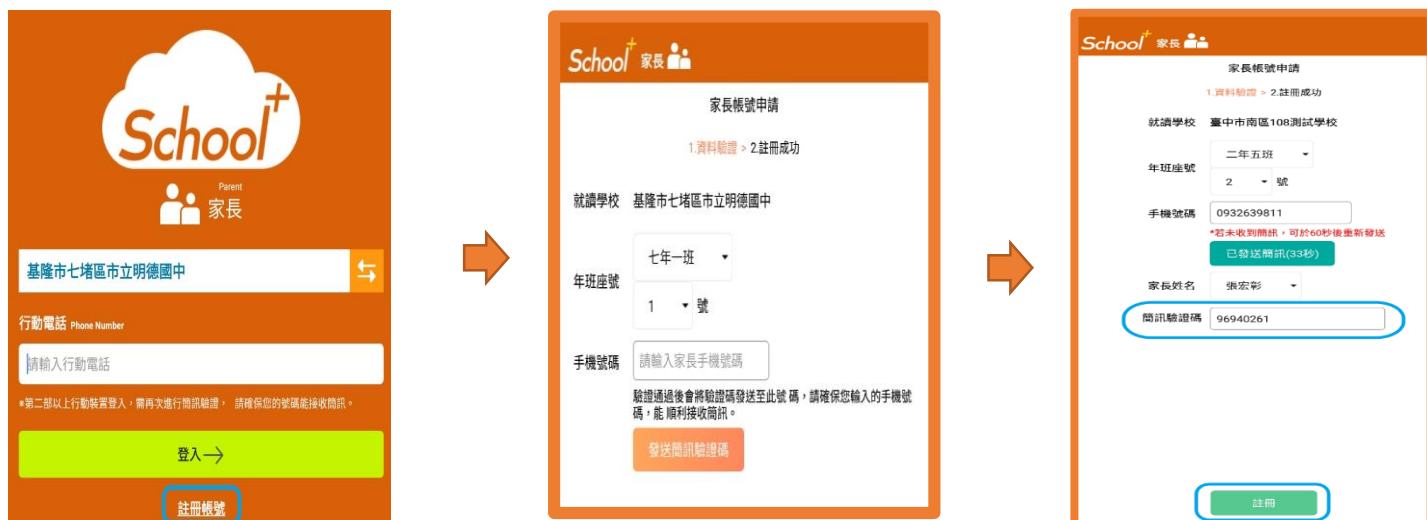 School+
Parent
家長
基隆市七堵區市立明德國中
行動電話 Phone Number
請輸入行動電話
*第二部以上行動裝置登入，需再次進行簡訊驗證， 請確保您的號碼能接收簡訊。
登入→
註冊帳號
School+ 家長
家長帳號申請
1.資料驗證 > 2.註冊成功
就讀學校 基隆市七堵區市立明德國中
七年一班
年班座號
1 號
手機號碼 請輸入家長手機號碼
驗證通過後會將驗證碼發送至此號 碼，請確保您輸入的手機號
碼，能 順利接收簡訊。
發送簡訊驗證碼
School+ 家長
家長帳號申請
1.資料驗證 > 2.註冊成功
就讀學校 臺中市南區108測試學校
二年五班
年班座號
2 號
手機號碼 0932639811
*若未收到簡訊，可於60秒後重新發送
已發送簡訊(33秒)
家長姓名 張宏彰
簡訊驗證碼 96940261
註冊